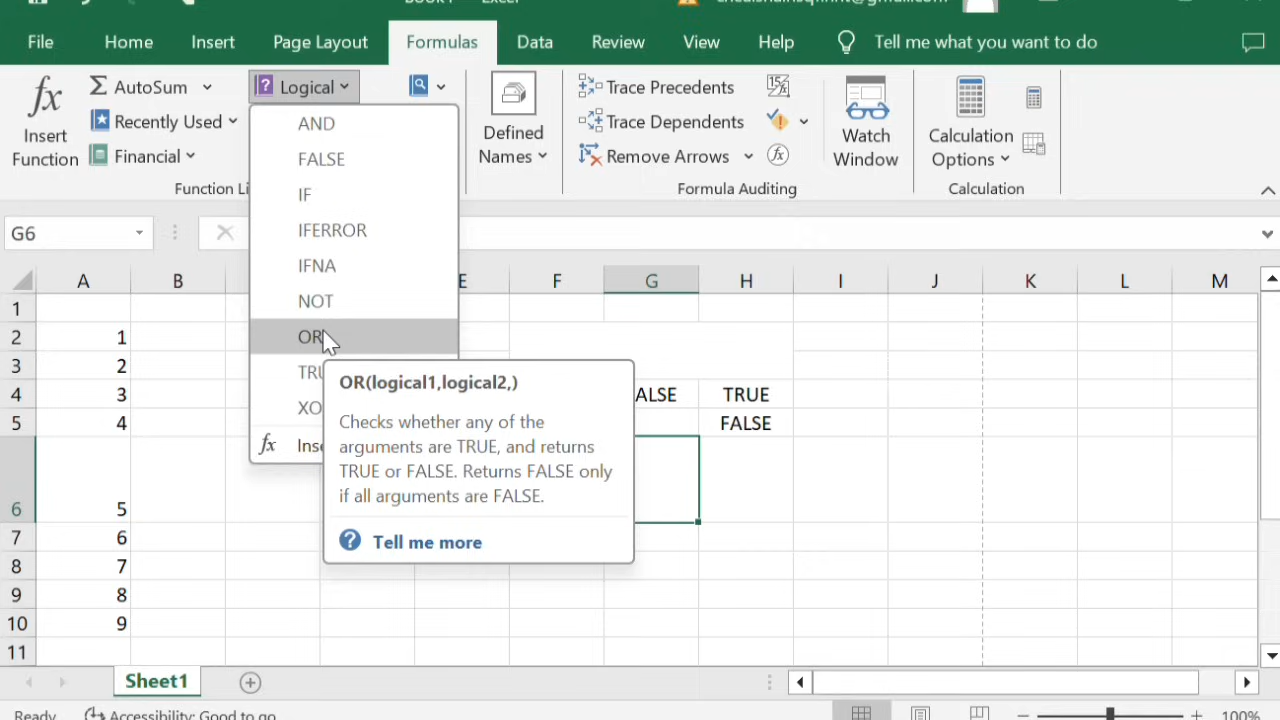 File Home Insert Page Layout Formulas Data Review View Help Tell me what you want to do
fx Insert Function
AutoSum
Recently Used
Financial
Logical
Defined Names
Trace Precedents
Trace Dependents
Remove Arrows
Watch Window
Calculation Options
Formula Auditing
Calculation
G6
AND
FALSE
IF
IFERROR
IFNA
NOT
OR
fx
OR(logical1,logical2,)
Checks whether any of the
arguments are TRUE, and returns
TRUE or FALSE. Returns FALSE only
if all arguments are FALSE.
Tell me more
A B E F G H I J K L M
1
2 1
3 2
4 3 TRUE
5 4 FALSE
6 5
7 6
8 7
9 8
10 9
11
Sheet1
Ready Accessibility: Good to go 100%